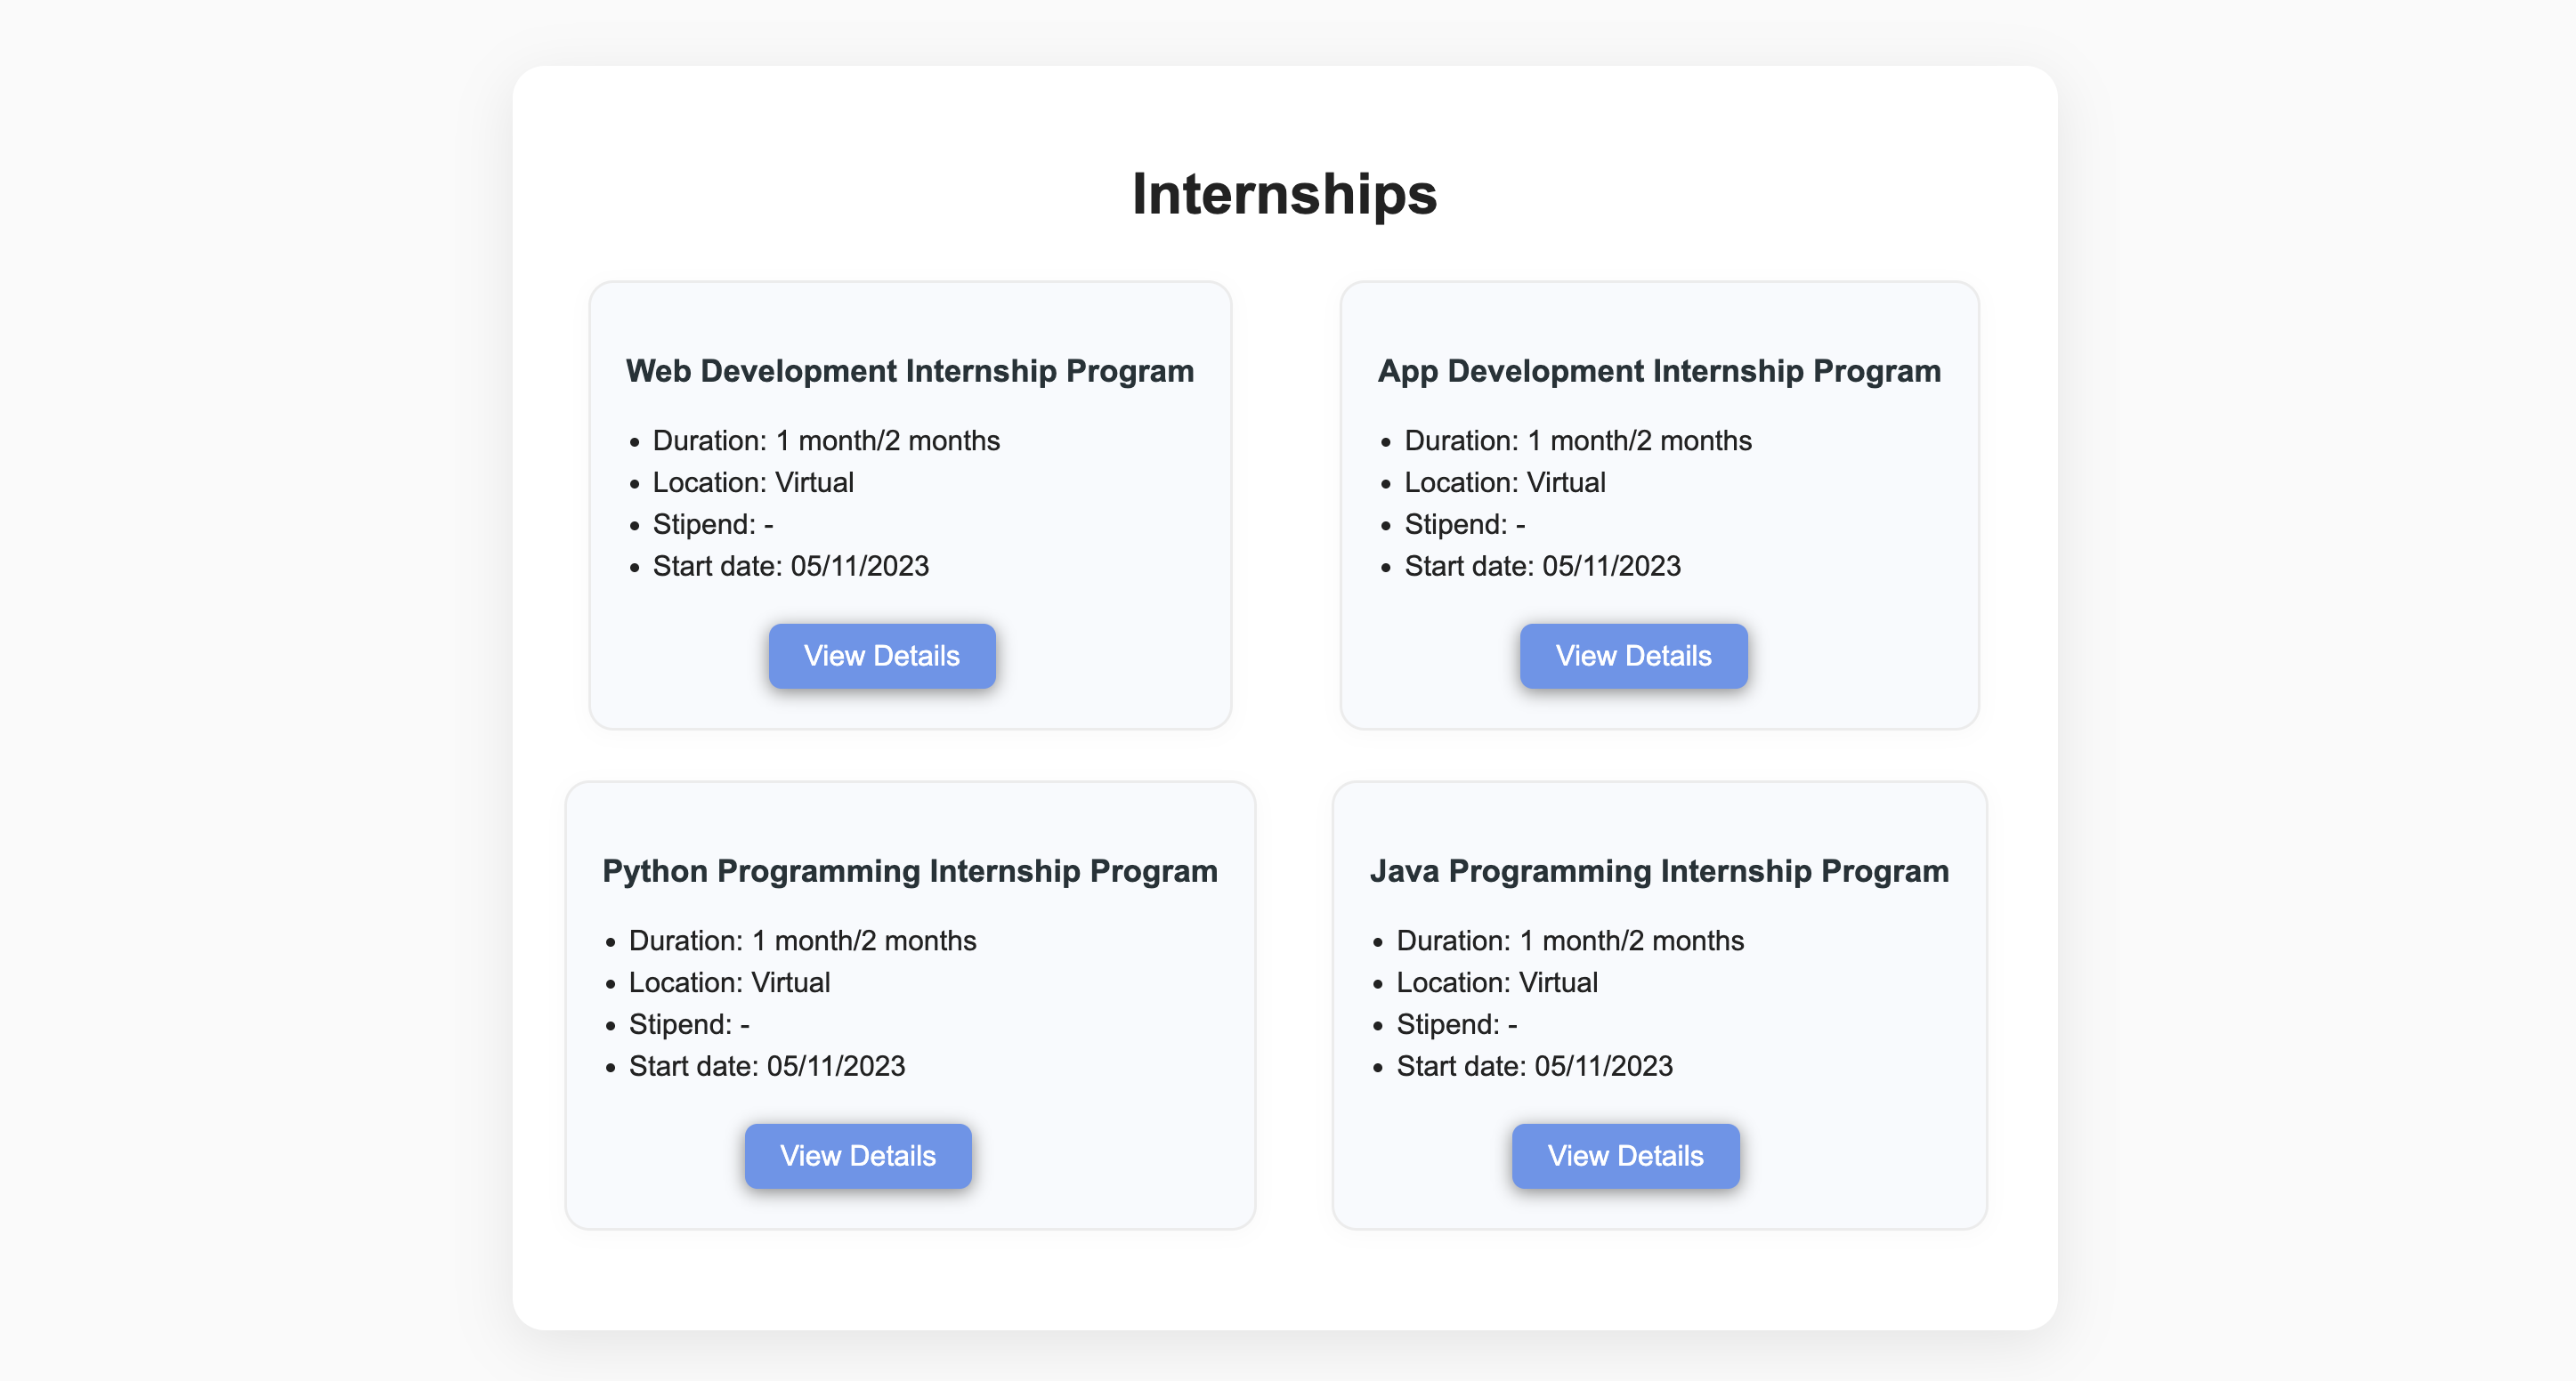 Internships
Web Development Internship Program
• Duration: 1 month/2 months
• Location: Virtual
• Stipend: -
• Start date: 05/11/2023
View Details
App Development Internship Program
• Duration: 1 month/2 months
• Location: Virtual
• Stipend: -
• Start date: 05/11/2023
View Details
Python Programming Internship Program
• Duration: 1 month/2 months
• Location: Virtual
• Stipend: -
• Start date: 05/11/2023
View Details
Java Programming Internship Program
• Duration: 1 month/2 months
• Location: Virtual
• Stipend: -
• Start date: 05/11/2023
View Details